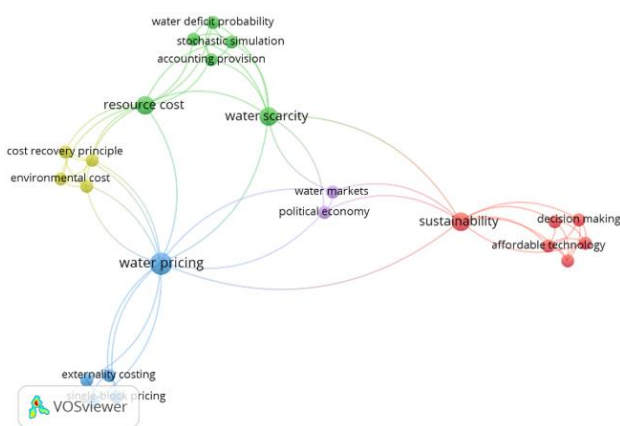 water deficit probability
stochastic simulation
accounting provision
resource cost
water scarcity
cost recovery principle
environmental cost
water markets
political economy
sustainability
decision making
affordable technology
water pricing
externality costing
single-block pricing
VOSviewer